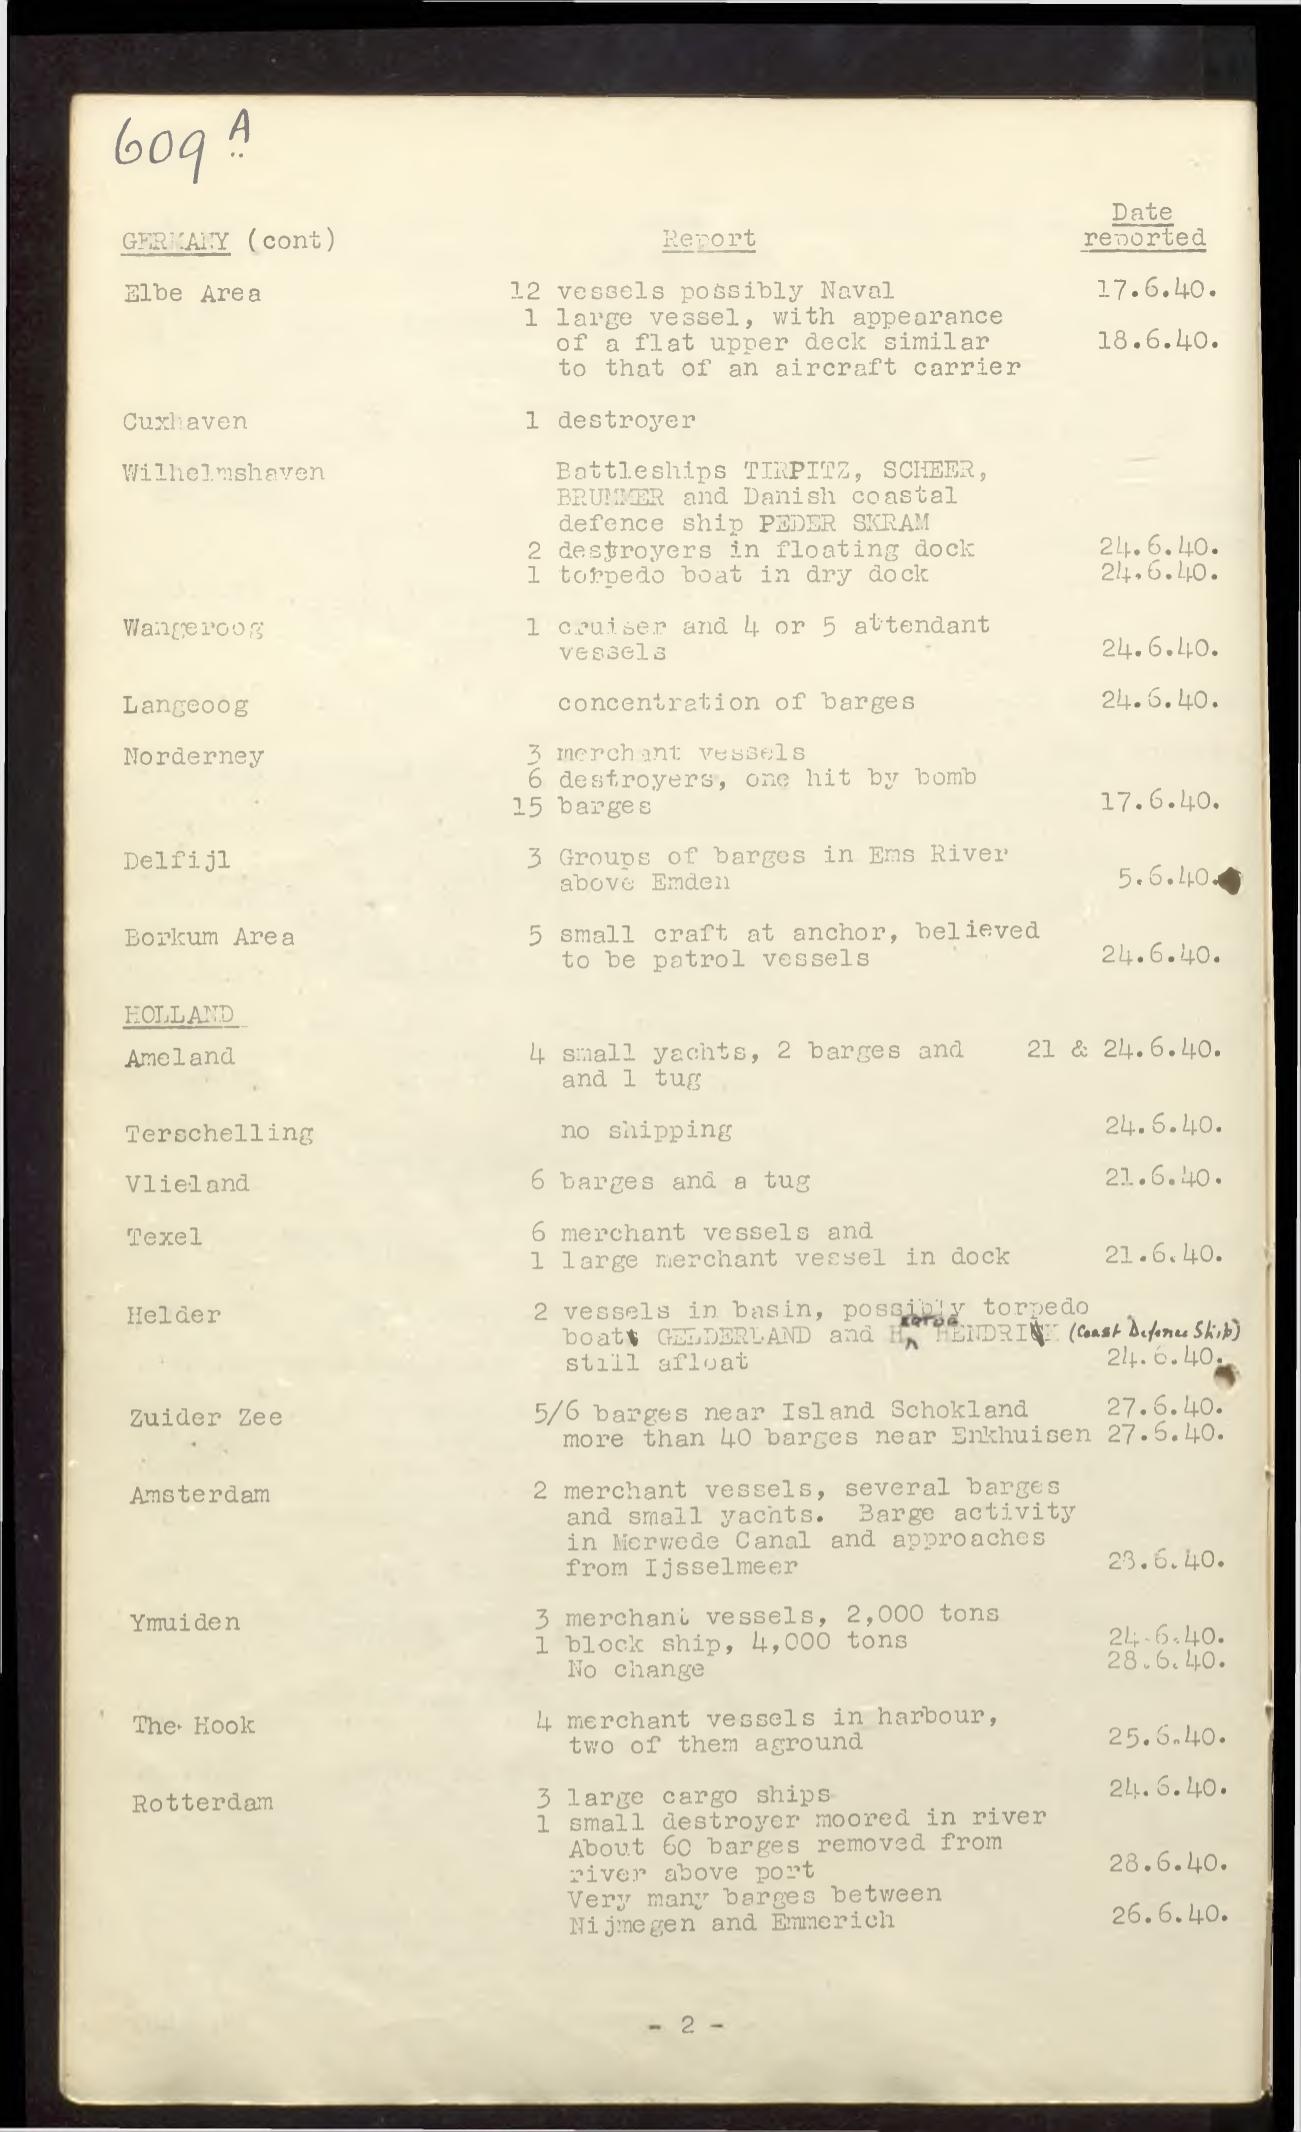 609 A
Date
GERMANY (cont) Report reported
Elbe Area 12 vessels possibly Naval 17.6.40.
1 large vessel, with appearance
of a flat upper deck similar 18.6.40.
to that of an aircraft carrier
Cuxhaven 1 destroyer
Wilhelmshaven Battleships TIRPITZ, SCHEER,
BRUMMER and Danish coastal
defence ship PEDER SKRAM
2 destroyers in floating dock 24.6.40.
1 torpedo boat in dry dock 24.6.40.
Wangeroog 1 cruiser and 4 or 5 attendant
vessels 24.6.40.
Langeoog concentration of barges 24.6.40.
Norderney 3 merchant vessels
6 destroyers, one hit by bomb
15 barges 17.6.40.
Delfijl 3 Groups of barges in Ems River
above Emden 5.6.40.
Borkum Area 5 small craft at anchor, believed
to be patrol vessels 24.6.40.
HOLLAND
Ameland 4 small yachts, 2 barges and 21 & 24.6.40.
and 1 tug
Terschelling no shipping 24.6.40.
Vlieland 6 barges and a tug 21.6.40.
Texel 6 merchant vessels and
1 large merchant vessel in dock 21.6.40.
Helder 2 vessels in basin, possibly torpedo
boat GELDERLAND and HENDRIK (Coast Defence Ship)
still afloat 24.6.40.
Zuider Zee 5/6 barges near Island Schokland 27.6.40.
more than 40 barges near Enkhuisen 27.6.40.
Amsterdam 2 merchant vessels, several barges
and small yachts. Barge activity
in Merwede Canal and approaches
from Ijsselmeer 28.6.40.
Ymuiden 3 merchant vessels, 2,000 tons
1 block ship, 4,000 tons 24.6.40.
No change 28.6.40.
The Hook 4 merchant vessels in harbour,
two of them aground 25.6.40.
Rotterdam 3 large cargo ships 24.6.40.
1 small destroyer moored in river
About 60 barges removed from
river above port 28.6.40.
Very many barges between
Nijmegen and Emmerich 26.6.40.
- 2 -